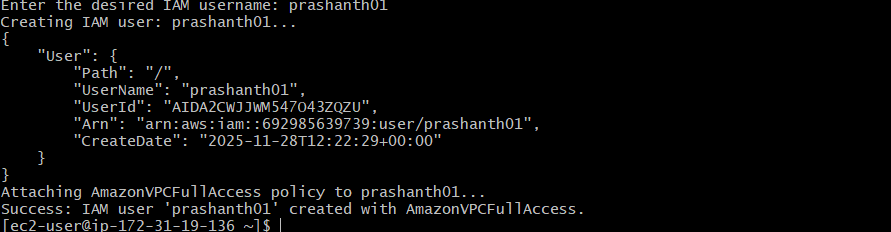 Enter the desired IAM username: prashanth01
Creating IAM user: prashanth01...
{
    "User": {
        "Path": "/",
        "UserName": "prashanth01",
        "UserId": "AIDA2CWJJWM547O43ZQZU",
        "Arn": "arn:aws:iam::692985639739:user/prashanth01",
        "CreateDate": "2025-11-28T12:22:29+00:00"
    }
}
Attaching AmazonVPCFullAccess policy to prashanth01...
Success: IAM user 'prashanth01' created with AmazonVPCFullAccess.
[ec2-user@ip-172-31-19-136 ~]$